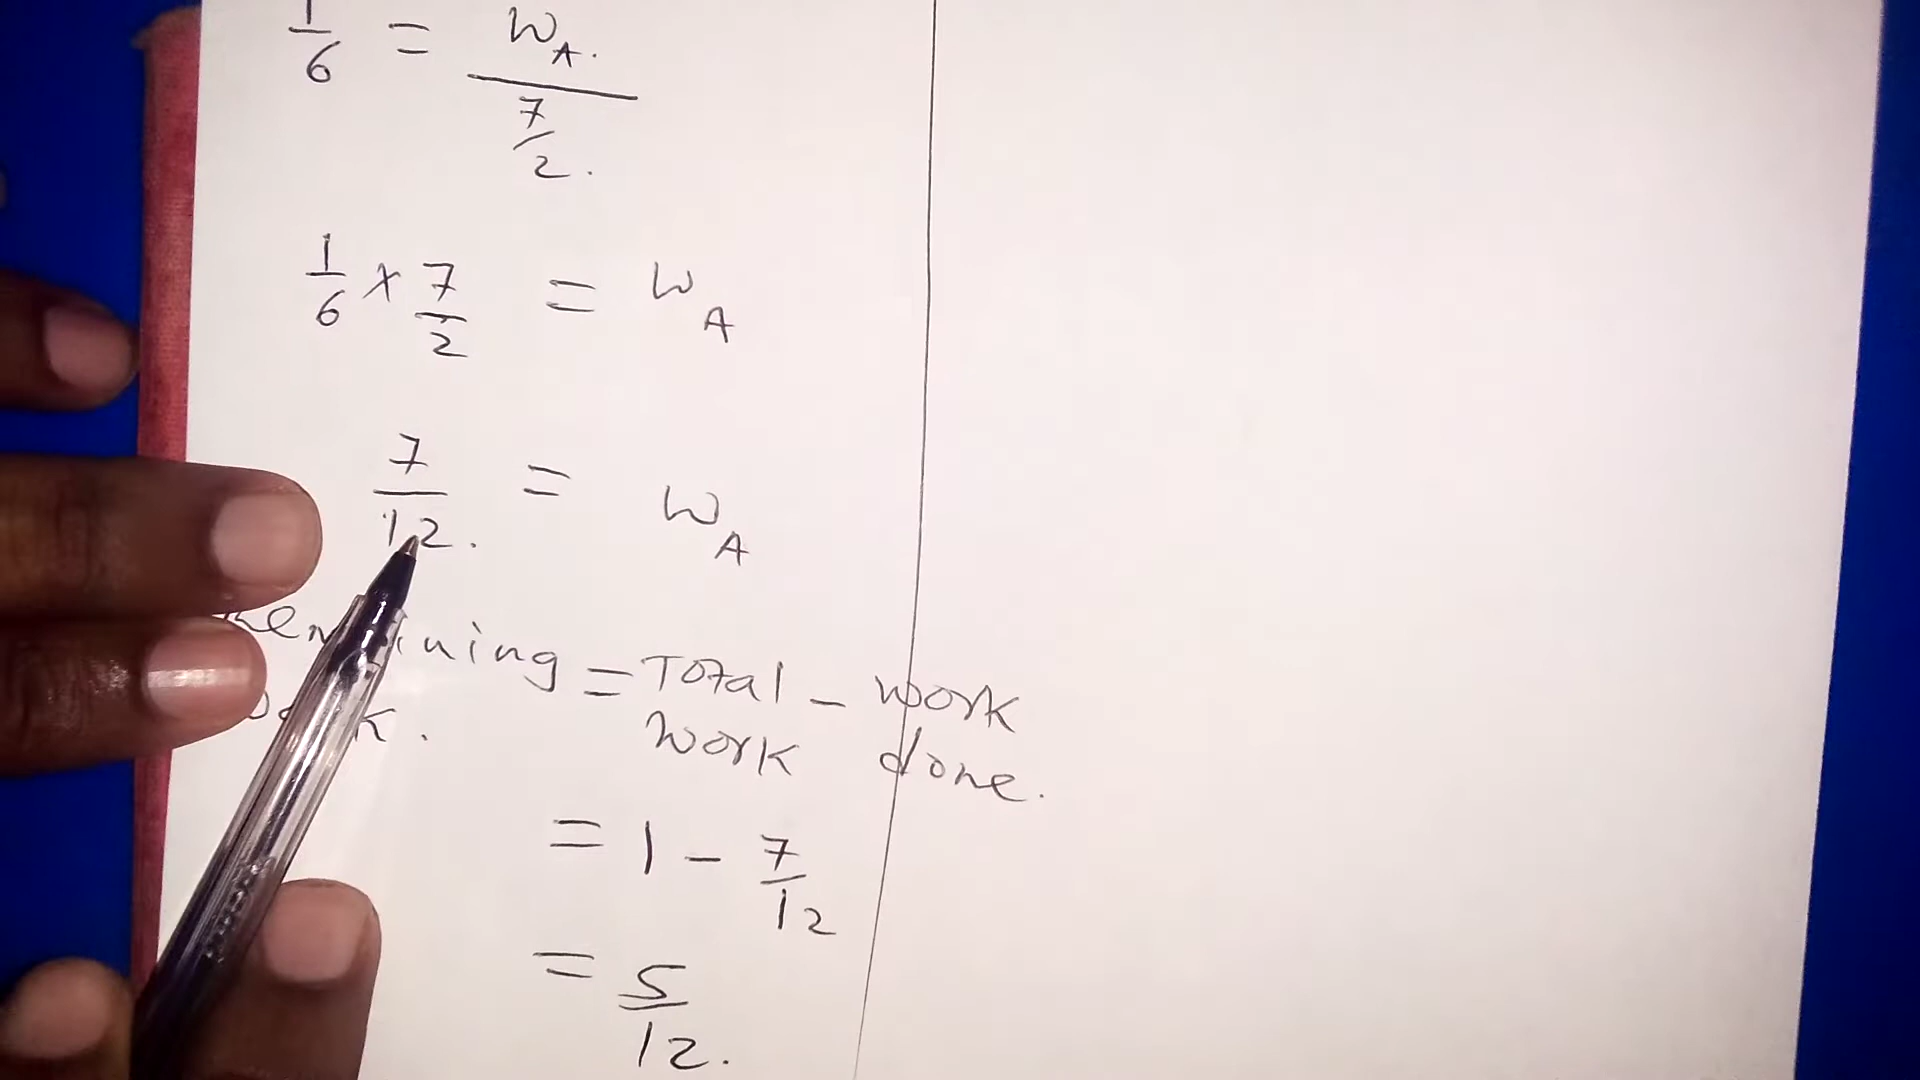 1/6 = W_A. / 7/2.
1/6 × 7/2 = W_A
7/12. = W_A
= Total - work
work done.
= 1 - 7/12
= 5/12.